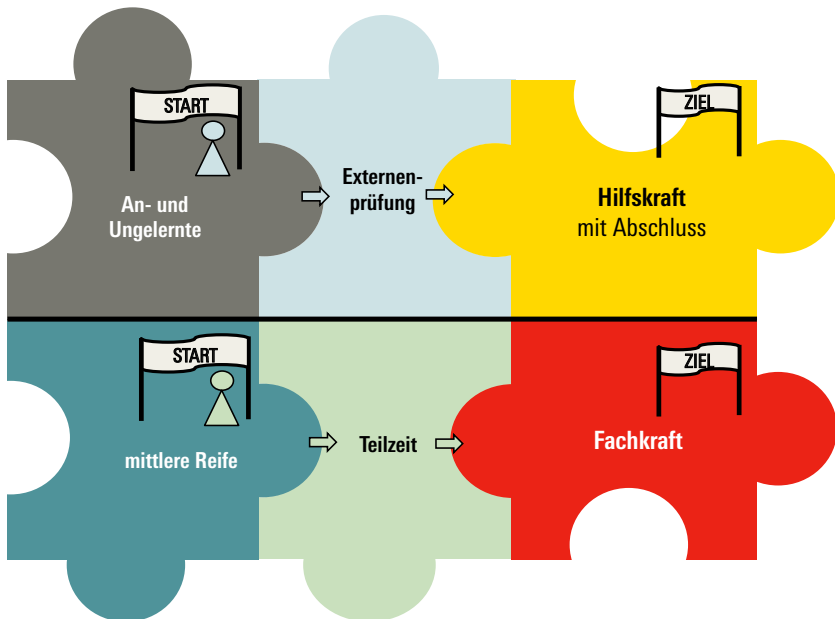 START
ZIEL
An- und
Ungelernte
Externen-
prüfung
Hilfskraft
mit Abschluss
START
ZIEL
mittlere Reife
Teilzeit
Fachkraft